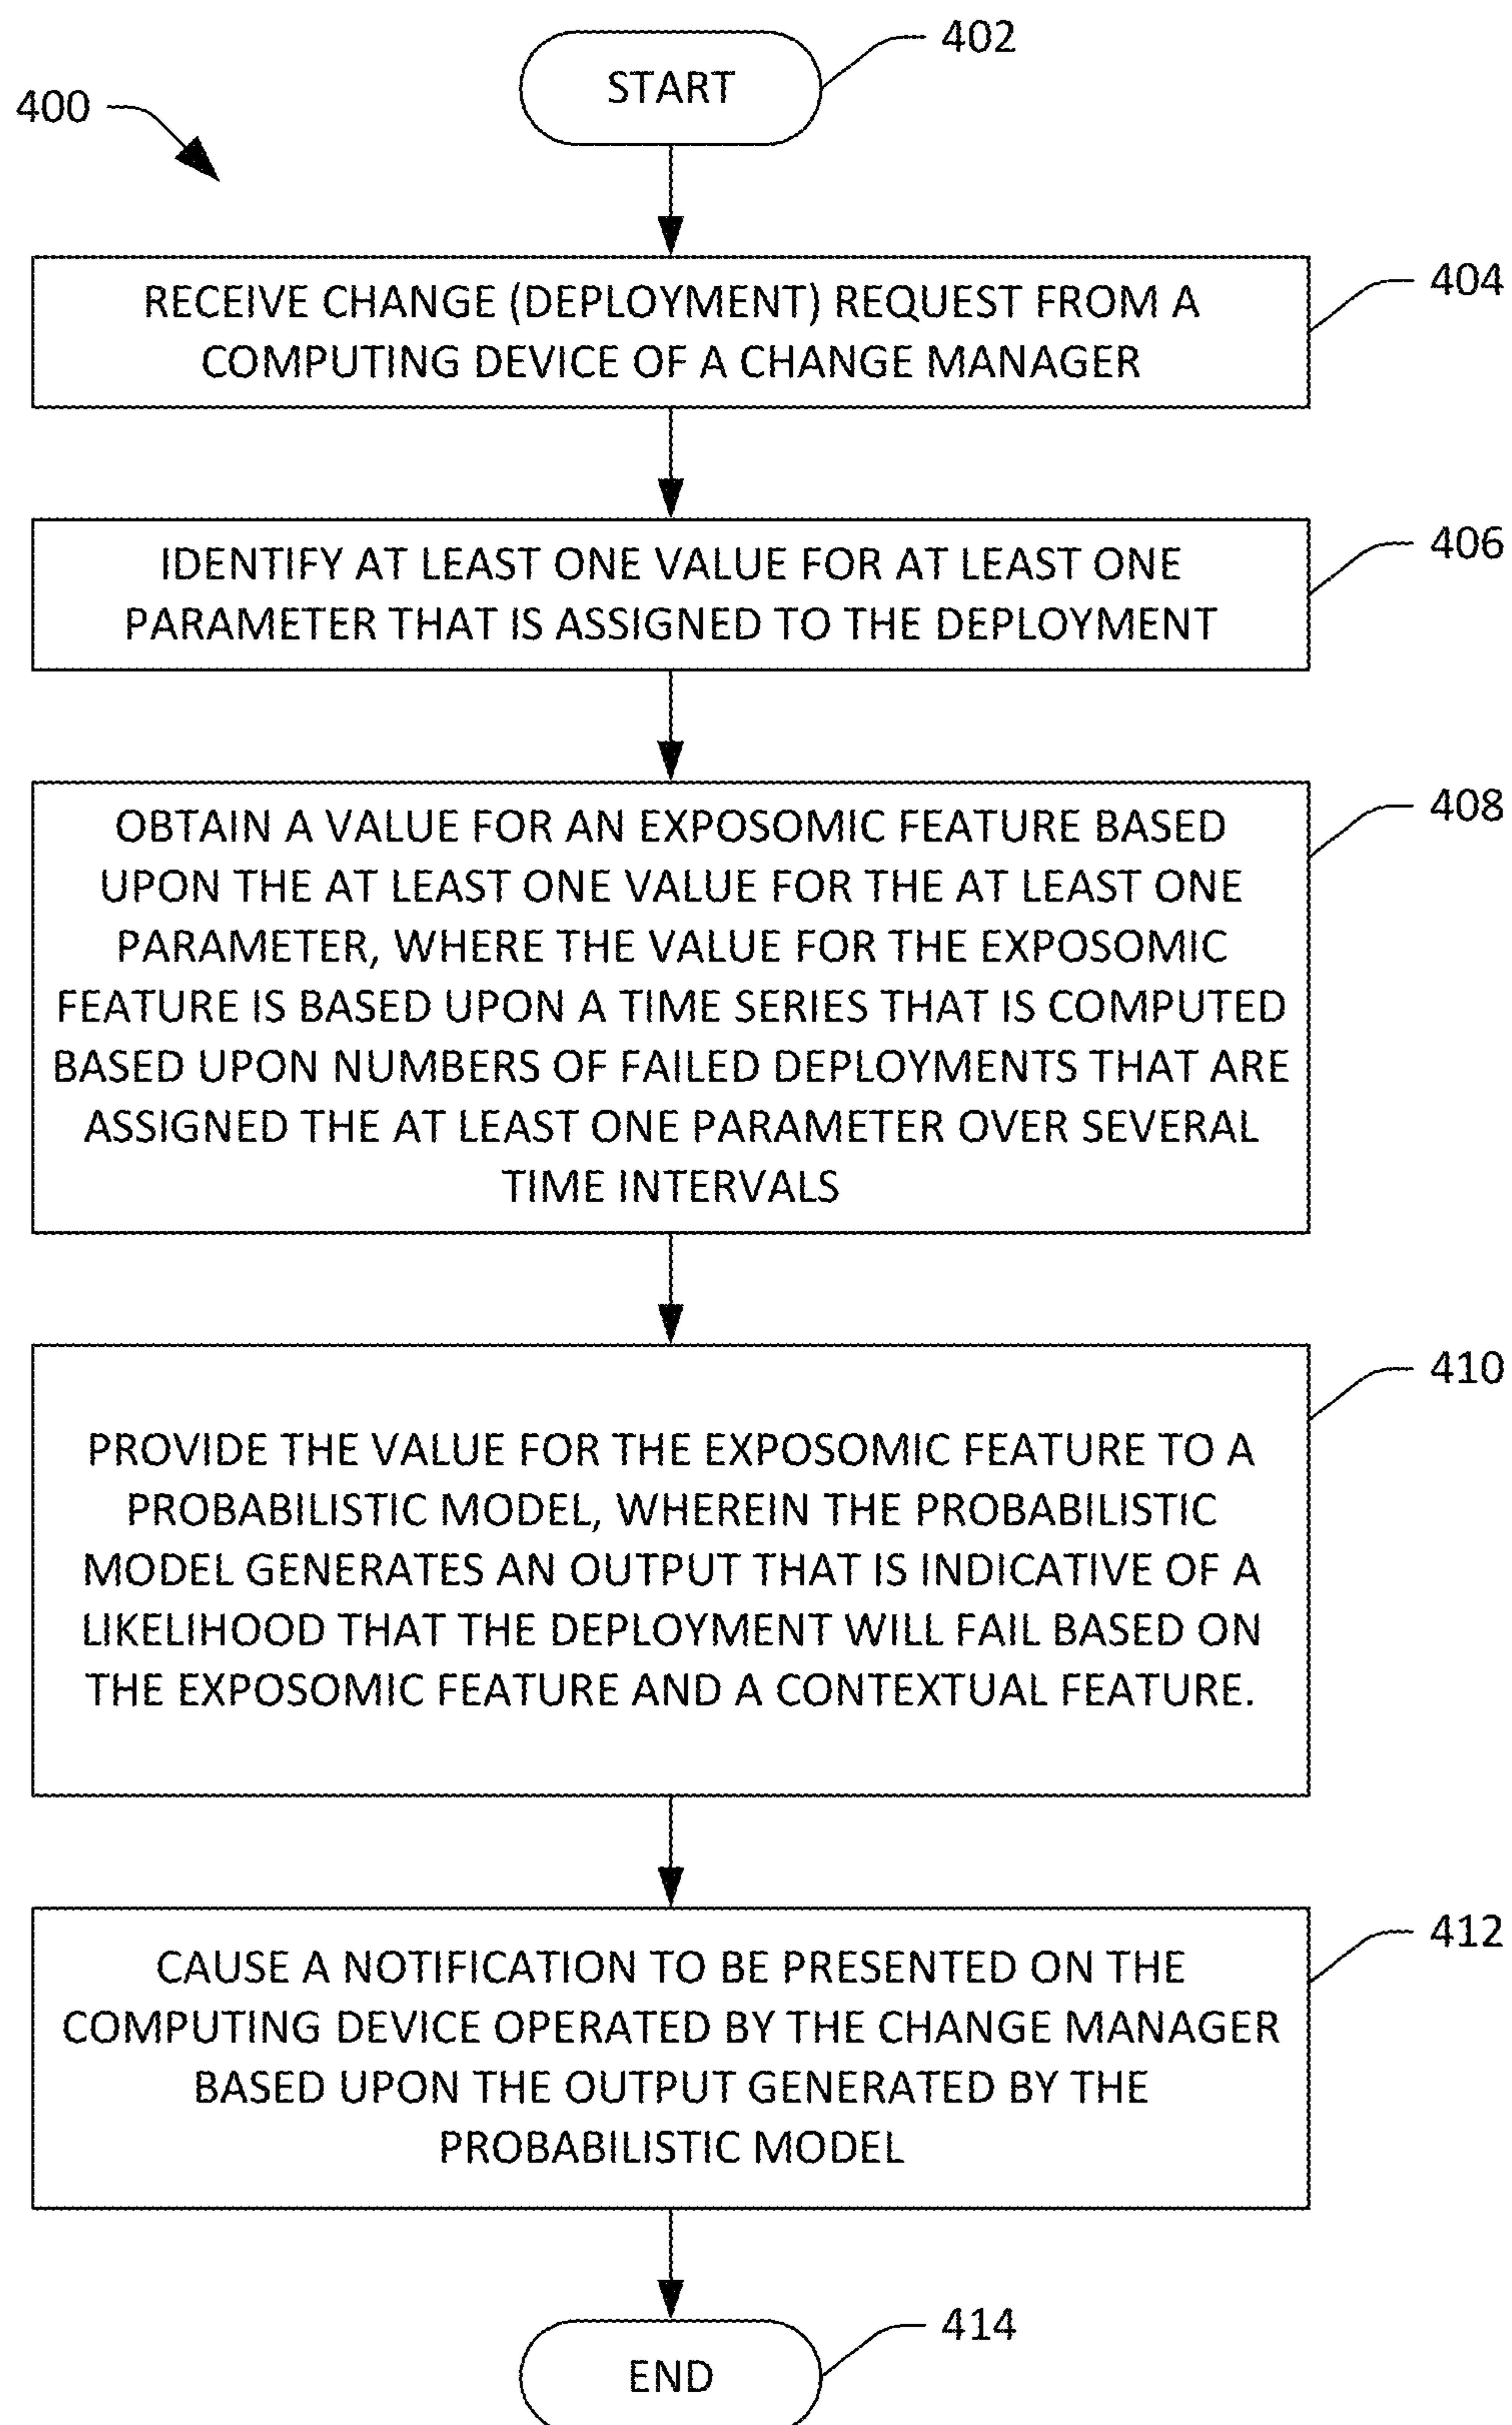 402
START
400
404
RECEIVE CHANGE (DEPLOYMENT) REQUEST FROM A
COMPUTING DEVICE OF A CHANGE MANAGER
406
IDENTIFY AT LEAST ONE VALUE FOR AT LEAST ONE
PARAMETER THAT IS ASSIGNED TO THE DEPLOYMENT
408
OBTAIN A VALUE FOR AN EXPOSOMIC FEATURE BASED
UPON THE AT LEAST ONE VALUE FOR THE AT LEAST ONE
PARAMETER, WHERE THE VALUE FOR THE EXPOSOMIC
FEATURE IS BASED UPON A TIME SERIES THAT IS COMPUTED
BASED UPON NUMBERS OF FAILED DEPLOYMENTS THAT ARE
ASSIGNED THE AT LEAST ONE PARAMETER OVER SEVERAL
TIME INTERVALS
410
PROVIDE THE VALUE FOR THE EXPOSOMIC FEATURE TO A
PROBABILISTIC MODEL, WHEREIN THE PROBABILISTIC
MODEL GENERATES AN OUTPUT THAT IS INDICATIVE OF A
LIKELIHOOD THAT THE DEPLOYMENT WILL FAIL BASED ON
THE EXPOSOMIC FEATURE AND A CONTEXTUAL FEATURE.
412
CAUSE A NOTIFICATION TO BE PRESENTED ON THE
COMPUTING DEVICE OPERATED BY THE CHANGE MANAGER
BASED UPON THE OUTPUT GENERATED BY THE
PROBABILISTIC MODEL
414
END